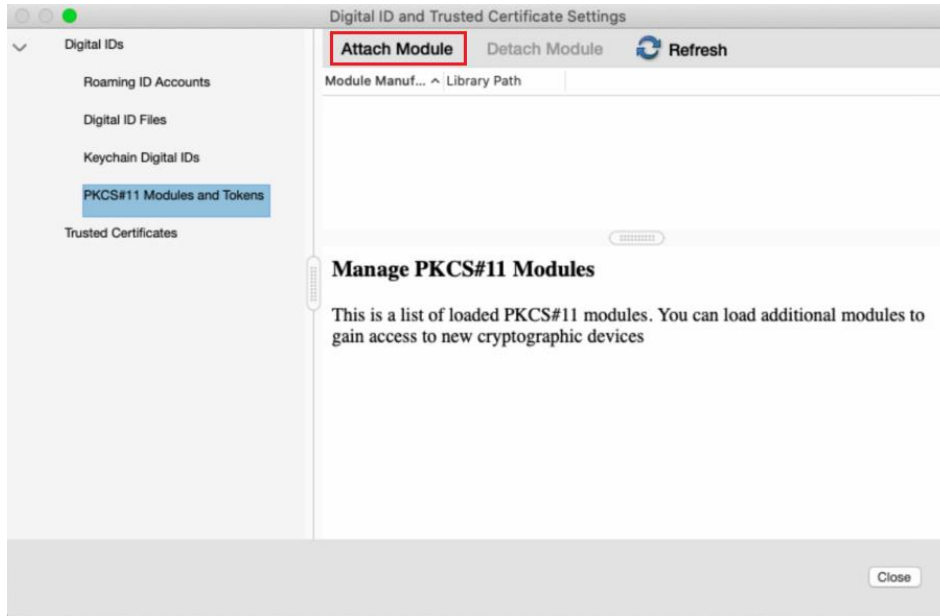 Digital ID and Trusted Certificate Settings
Digital IDs
Roaming ID Accounts
Digital ID Files
Keychain Digital IDs
PKCS#11 Modules and Tokens
Trusted Certificates
Attach Module Detach Module Refresh
Module Manuf... Library Path
Manage PKCS#11 Modules
This is a list of loaded PKCS#11 modules. You can load additional modules to
gain access to new cryptographic devices
Close